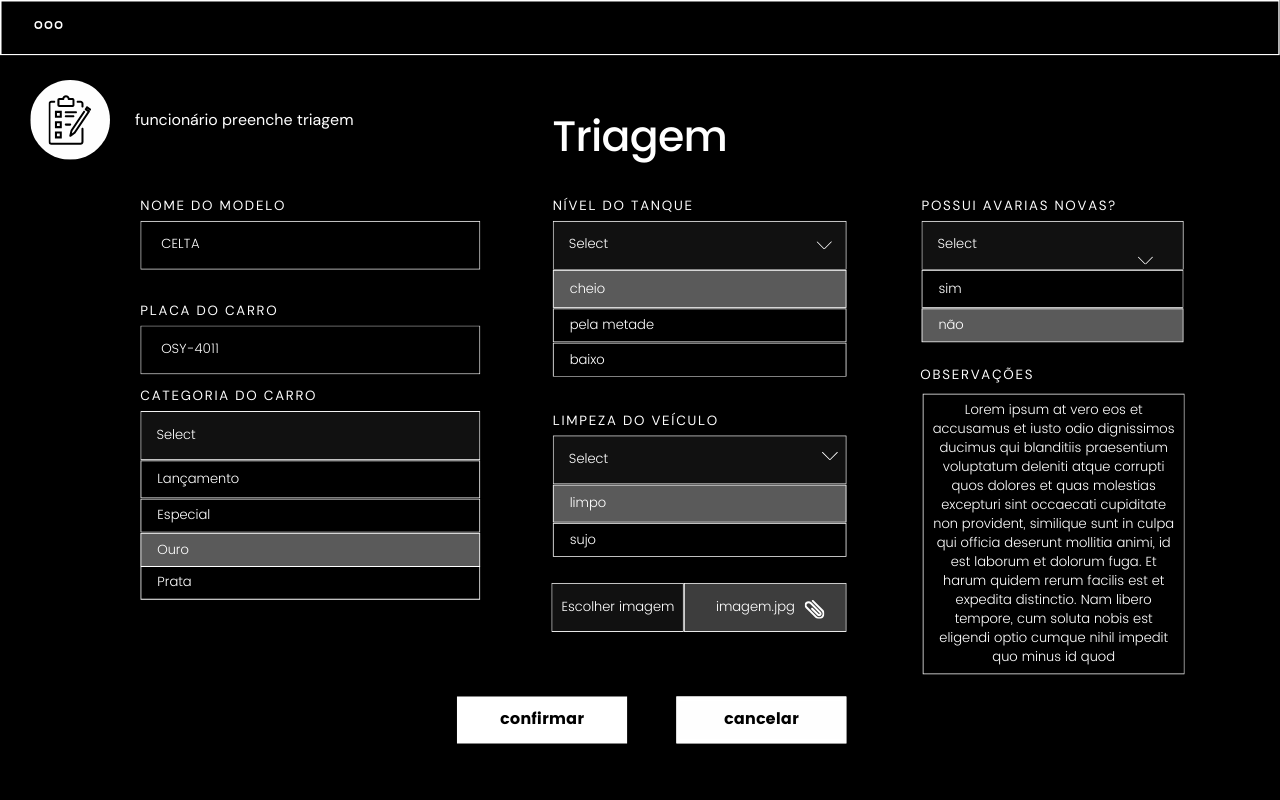 funcionário preenche triagem
Triagem
NOME DO MODELO
CELTA
PLACA DO CARRO
OSY-4011
CATEGORIA DO CARRO
Select
Lançamento
Especial
Ouro
Prata
NÍVEL DO TANQUE
Select
cheio
pela metade
baixo
LIMPEZA DO VEÍCULO
Select
limpo
sujo
Escolher imagem
imagem.jpg
POSSUI AVARIAS NOVAS?
Select
sim
não
OBSERVAÇÕES
Lorem ipsum at vero eos et
accusamus et iusto odio dignissimos
ducimus qui blanditiis praesentium
voluptatum deleniti atque corrupti
quos dolores et quas molestias
excepturi sint occaecati cupiditate
non provident, similique sunt in culpa
qui officia deserunt mollitia animi, id
est laborum et dolorum fuga. Et
harum quidem rerum facilis est et
expedita distinctio. Nam libero
tempore, cum soluta nobis est
eligendi optio cumque nihil impedit
quo minus id quod
confirmar
cancelar